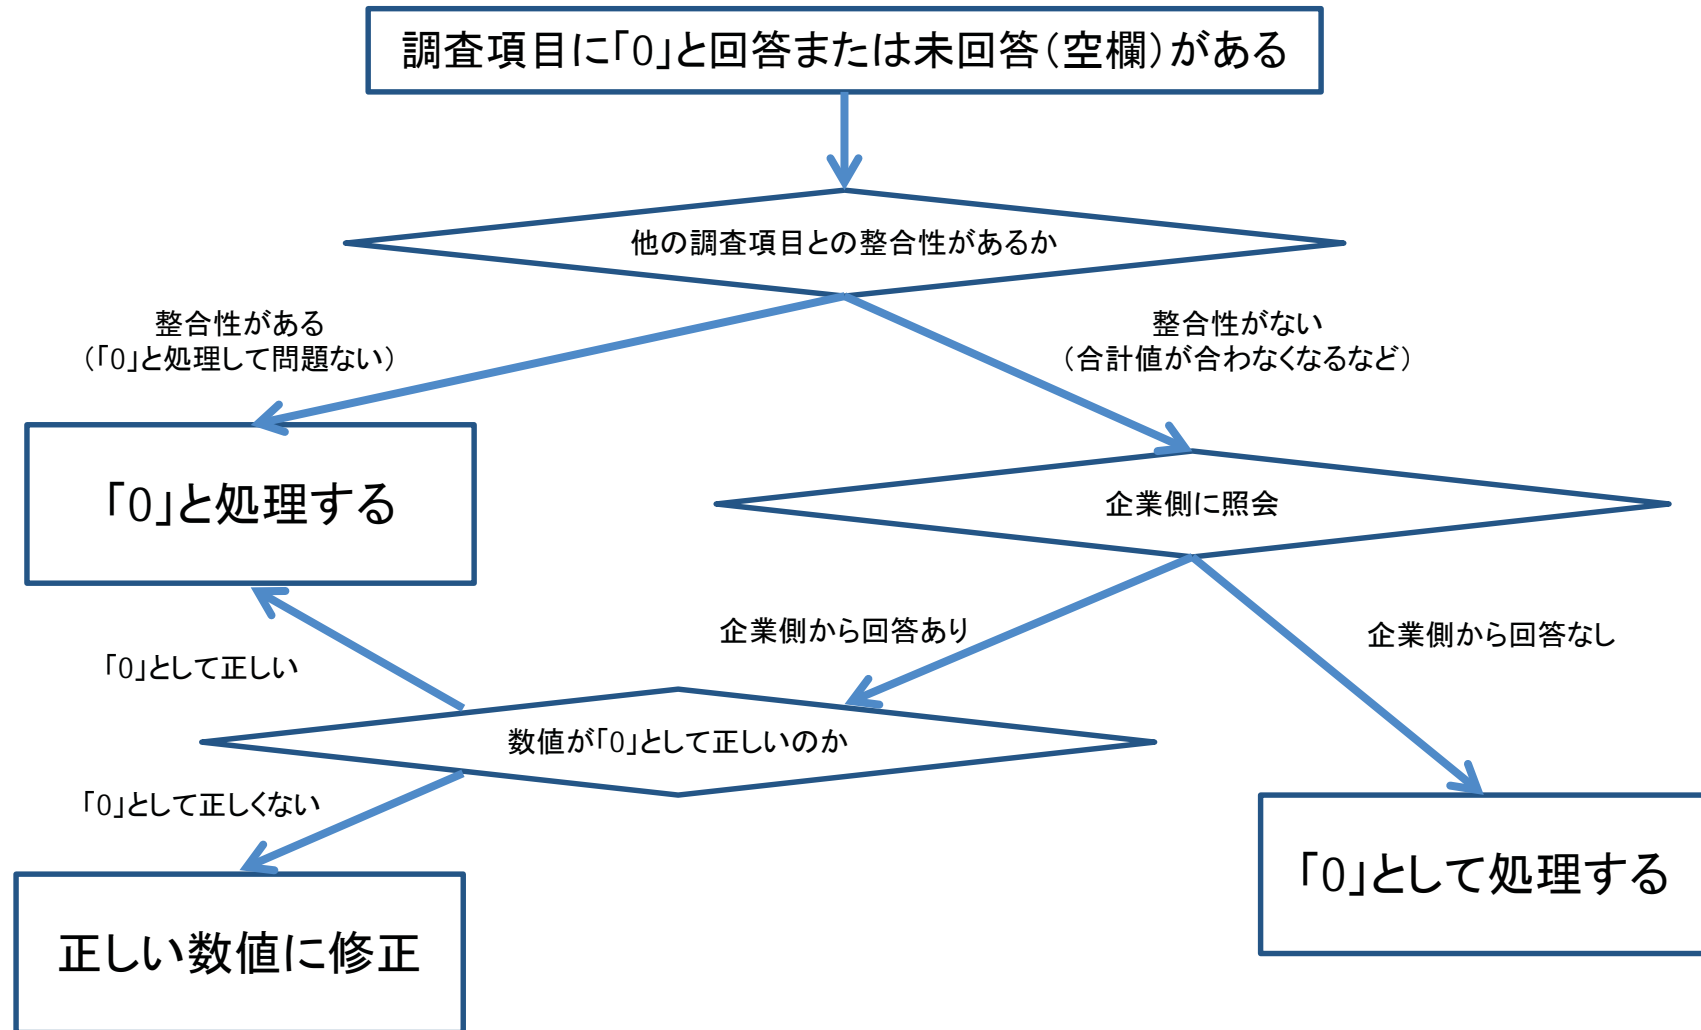 調査項目に「0」と回答または未回答（空欄）がある
他の調査項目との整合性があるか
整合性がある
（「0」と処理して問題ない）
整合性がない
（合計値が合わなくなるなど）
「0」と処理する
企業側に照会
企業側から回答あり
企業側から回答なし
「0」として正しい
数値が「0」として正しいのか
「0」として正しくない
「0」として処理する
正しい数値に修正